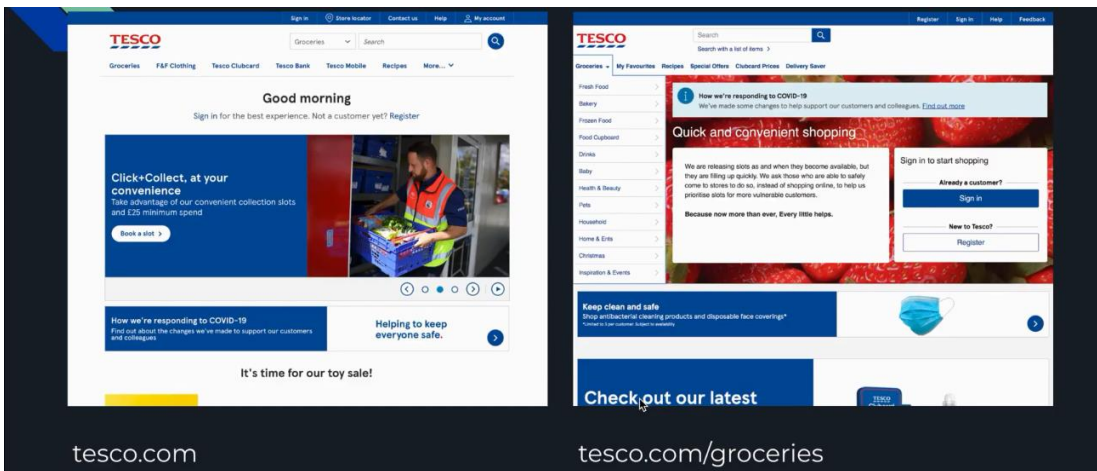 Sign in Store locator Contact us Help My account
TESCO
Groceries Search
Groceries F&F Clothing Tesco Clubcard Tesco Bank Tesco Mobile Recipes More...
Good morning
Sign in for the best experience. Not a customer yet? Register
Click+Collect, at your
convenience
Take advantage of our convenient collection slots
and £25 minimum spend
Book a slot >
How we're responding to COVID-19
Find out about the changes we've made to support our customers
and colleagues
Helping to keep
everyone safe.
It's time for our toy sale!
tesco.com
Register Sign in Help Feedback
TESCO
Search
Search with a list of items >
Groceries My Favourites Recipes Special Offers Clubcard Prices Delivery Saver
Fresh Food
Bakery
Frozen Food
Food Cupboard
Drinks
Baby
Health & Beauty
Pets
Household
Home & Ents
Christmas
Inspiration & Events
How we're responding to COVID-19
We've made some changes to help support our customers and colleagues. Find out more
Quick and convenient shopping
We are releasing slots as and when they become available, but
they are filling up quickly. We ask those who are able to safely
come to stores to do so, instead of shopping online, to help us
prioritise slots for more vulnerable customers.
Because now more than ever, Every little helps.
Sign in to start shopping
Already a customer?
Sign in
New to Tesco?
Register
Keep clean and safe
Shop antibacterial cleaning products and disposable face coverings*
*Limited to 3 per customer. Subject to availability
Check out our latest
TESCO
tesco.com/groceries